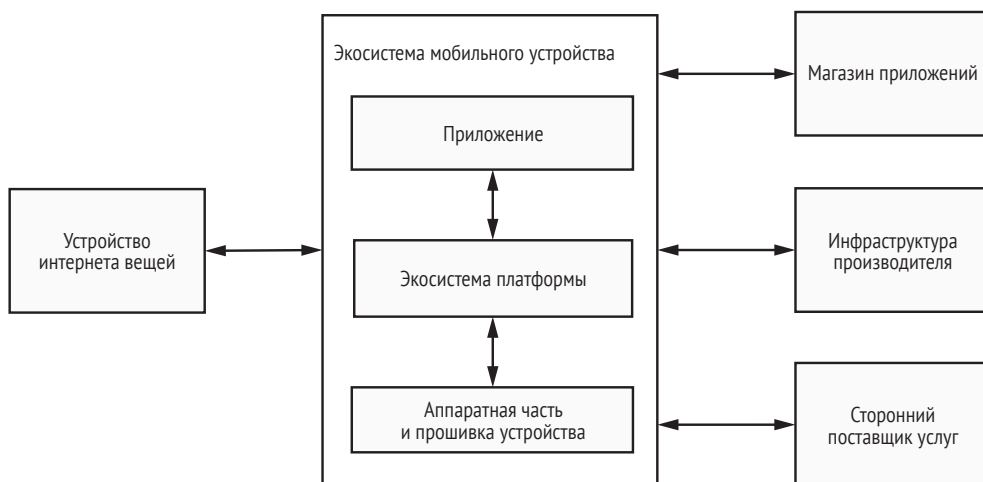 Экосистема мобильного устройства
Приложение
Экосистема платформы
Аппаратная часть
и прошивка устройства
Устройство
интернета вещей
Магазин приложений
Инфраструктура
производителя
Сторонний
поставщик услуг